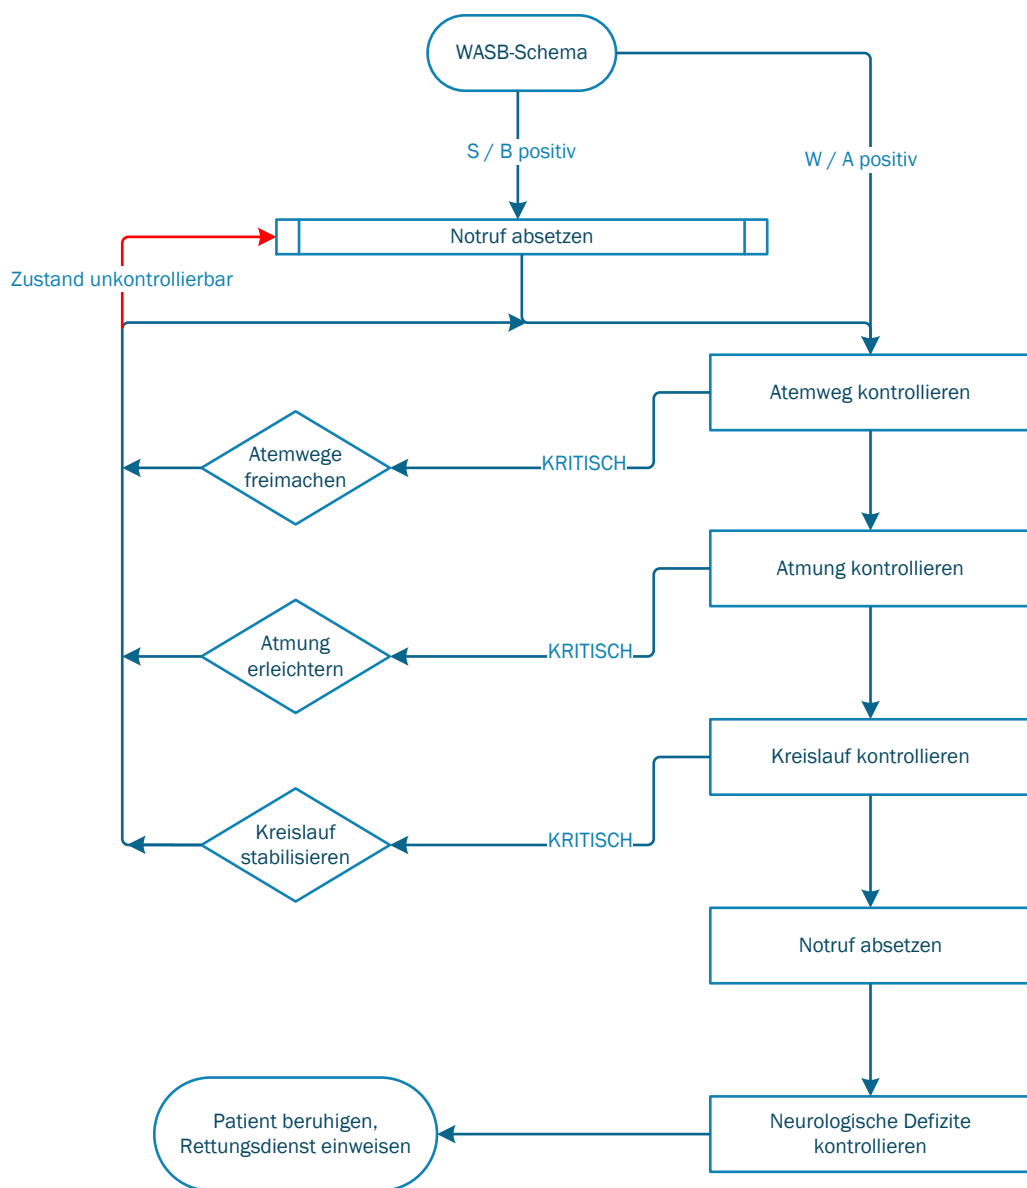 WASB-Schema
S / B positiv
W / A positiv
Notruf absetzen
Zustand unkontrollierbar
Atemweg kontrollieren
Atemwege
freimachen
KRITISCH
Atmung kontrollieren
Atmung
erleichtern
KRITISCH
Kreislauf kontrollieren
Kreislauf
stabilisieren
KRITISCH
Notruf absetzen
Neurologische Defizite
kontrollieren
Patient beruhigen,
Rettungsdienst einweisen